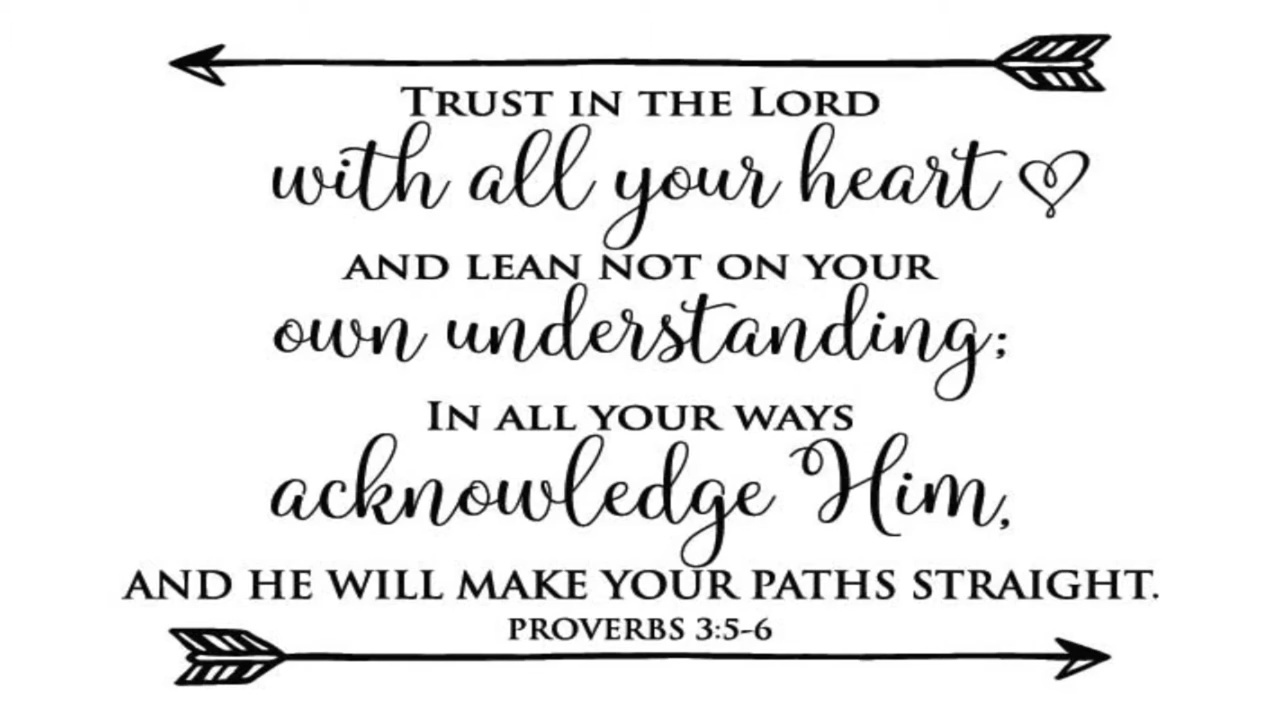 Trust in the Lord
with all your heart
and lean not on your
own understanding;
In all your ways
acknowledge Him,
and he will make your paths straight.
Proverbs 3:5-6